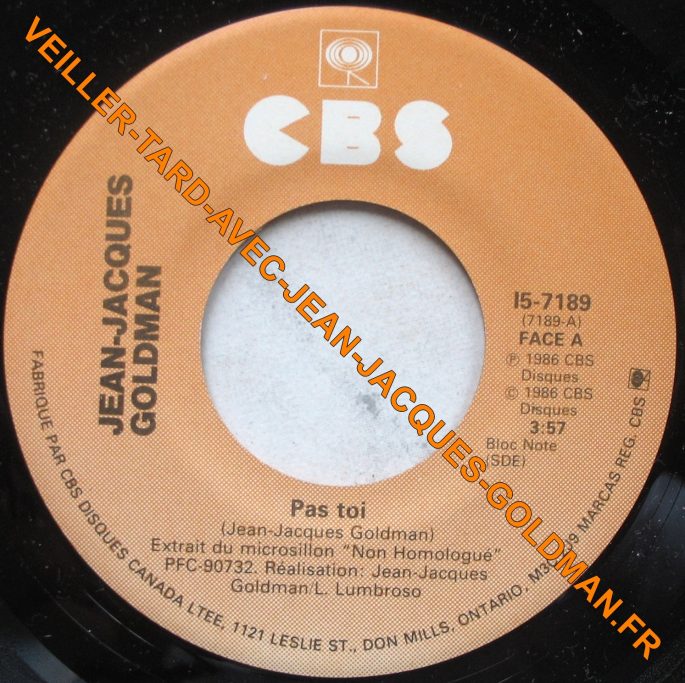 CBS
JEAN-JACQUES
GOLDMAN
I5-7189
(7189-A)
FACE A
℗ 1986 CBS
Disques
© 1986 CBS
Disques
3:57
Bloc Note
(SDE)
Pas toi
(Jean-Jacques Goldman)
Extrait du microsillon "Non Homologué"
PFC-90732. Réalisation: Jean-Jacques
Goldman/L. Lumbroso
FABRIQUE PAR CBS DISQUES CANADA LTEE, 1121 LESLIE ST., DON MILLS, ONTARIO, MARCAS REG. CBS
VEILLER-TARD-AVEC-JEAN-JACQUES-GOLDMAN.FR